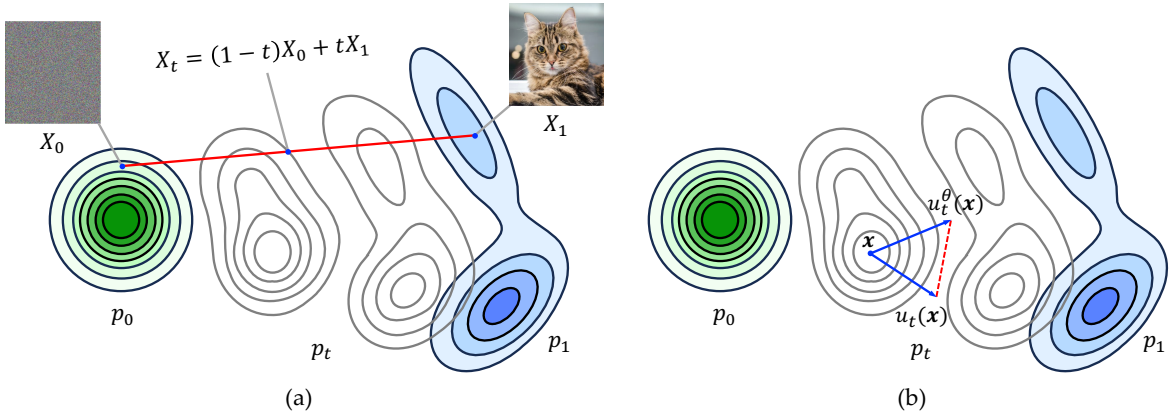 X_t = (1 − t)X_0 + tX_1
X_0
X_1
p_0
p_t
p_1
(a)
u_t^θ(x)
x
u_t(x)
p_0
p_t
p_1
(b)